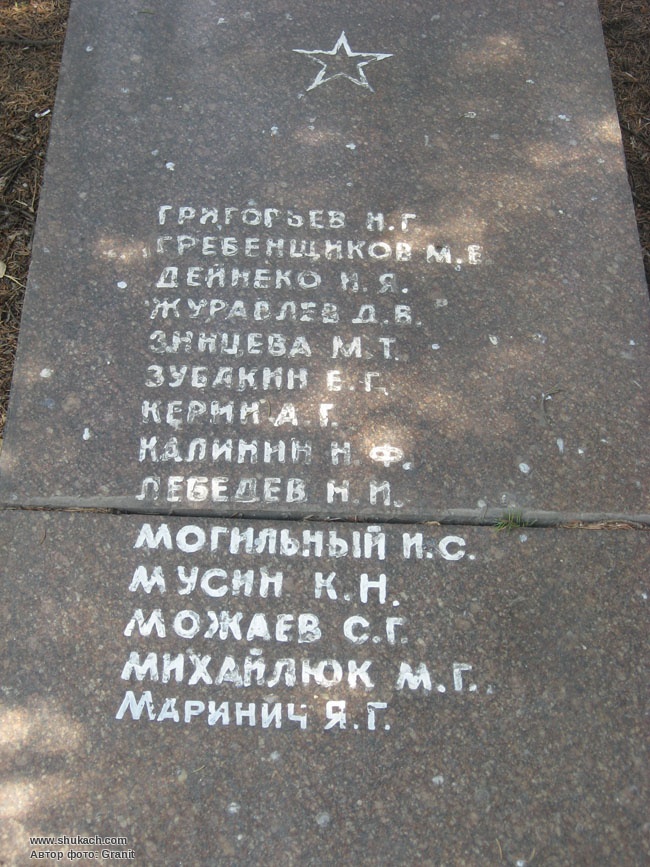 ГРИГОРЬЕВ И.Г.
ГРЕБЕНЩИКОВ М.Е
ДЕЙНЕКО И.Я.
ЖУРАВЛЕВ Д.В.
ЗНИЦЕВА М.Т.
ЗУБАКИН Е.Г.
КЕРИН А.Г.
КАЛИНИН Н.Ф.
ЛЕБЕДЕВ Н.И.
МОГИЛЬНЫЙ И.С.
МУСИН К.Н.
МОЖАЕВ С.Г.
МИХАЙЛЮК М.Г.
МАРИНИЧ Я.Г.
www.shukach.com
Автор фото: Granit